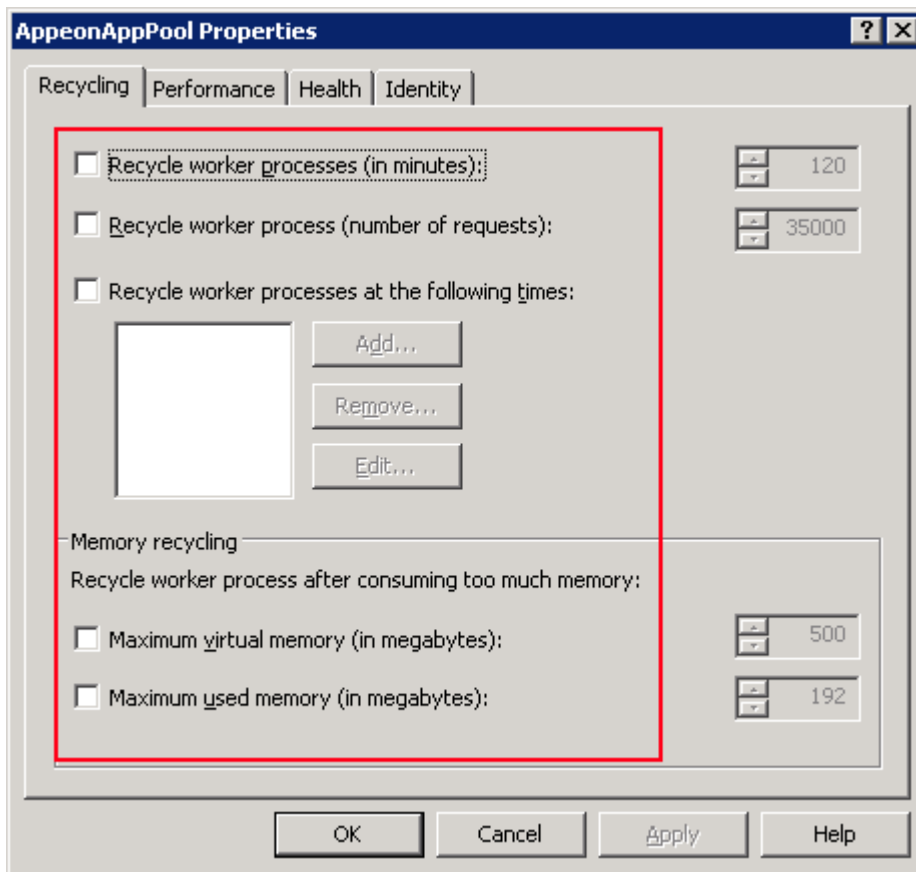 AppeonAppPool Properties
Recycling Performance Health Identity
Recycle worker processes (in minutes): 120
Recycle worker process (number of requests): 35000
Recycle worker processes at the following times:
Add...
Remove...
Edit...
Memory recycling
Recycle worker process after consuming too much memory:
Maximum virtual memory (in megabytes): 500
Maximum used memory (in megabytes): 192
OK Cancel Apply Help